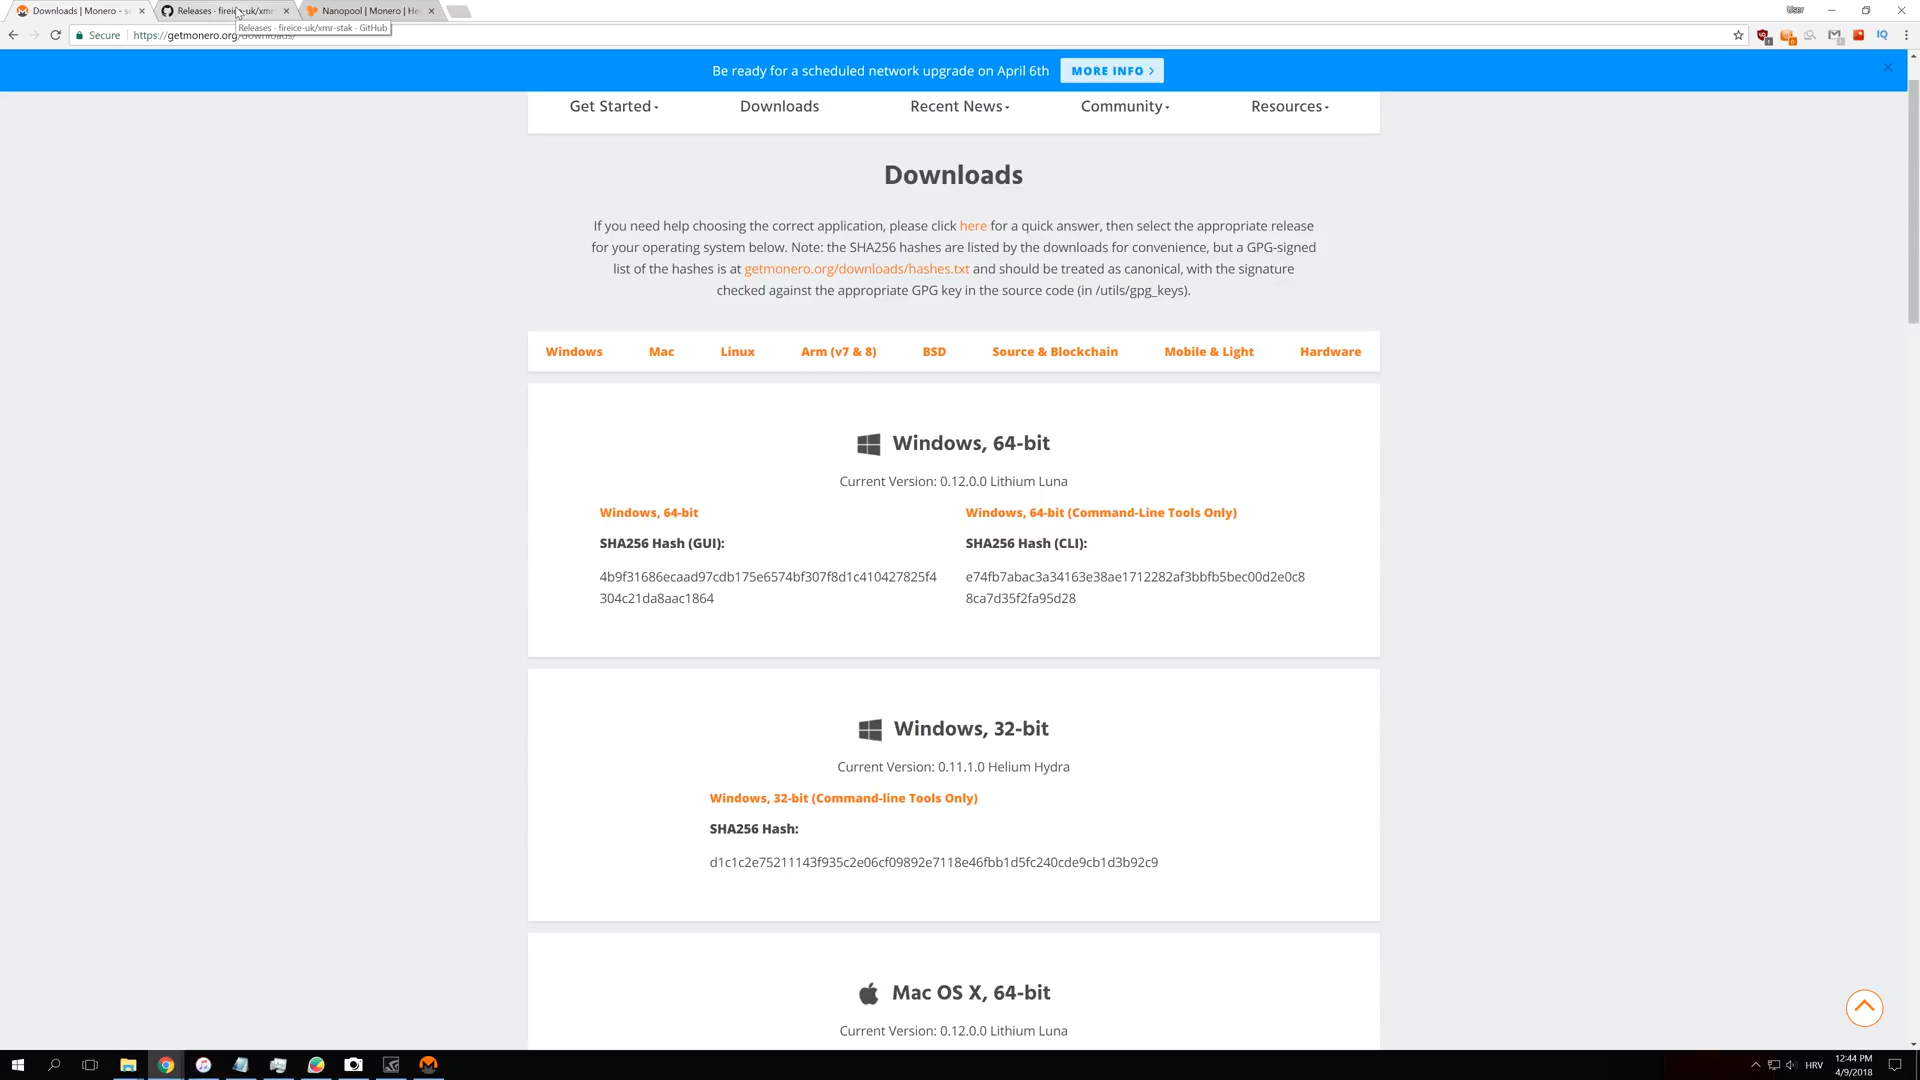 Downloads | Monero - s
Releases · fireice-uk/xmr
Nanopool | Monero | He
User
Releases · fireice-uk/xmr-stak · GitHub
Secure
https://getmonero.org/downloads/
Be ready for a scheduled network upgrade on April 6th
MORE INFO
Get Started
Downloads
Recent News
Community
Resources
Downloads
If you need help choosing the correct application, please click here for a quick answer, then select the appropriate release
for your operating system below. Note: the SHA256 hashes are listed by the downloads for convenience, but a GPG-signed
list of the hashes is at getmonero.org/downloads/hashes.txt and should be treated as canonical, with the signature
checked against the appropriate GPG key in the source code (in /utils/gpg_keys).
Windows
Mac
Linux
Arm (v7 & 8)
BSD
Source & Blockchain
Mobile & Light
Hardware
Windows, 64-bit
Current Version: 0.12.0.0 Lithium Luna
Windows, 64-bit
SHA256 Hash (GUI):
4b9f31686ecaad97cdb175e6574bf307f8d1c410427825f4
304c21da8aac1864
Windows, 64-bit (Command-Line Tools Only)
SHA256 Hash (CLI):
e74fb7abac3a34163e38ae1712282af3bbfb5bec00d2e0c8
8ca7d35f2fa95d28
Windows, 32-bit
Current Version: 0.11.1.0 Helium Hydra
Windows, 32-bit (Command-line Tools Only)
SHA256 Hash:
d1c1c2e75211143f935c2e06cf09892e7118e46fbb1d5fc240cde9cb1d3b92c9
Mac OS X, 64-bit
Current Version: 0.12.0.0 Lithium Luna
HRV
12:44 PM
4/9/2018